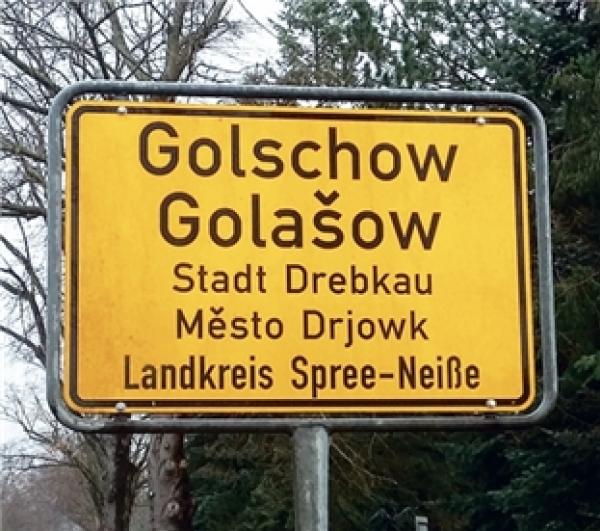 Golschow
Golašow
Stadt Drebkau
Město Drjowk
Landkreis Spree-Neiße